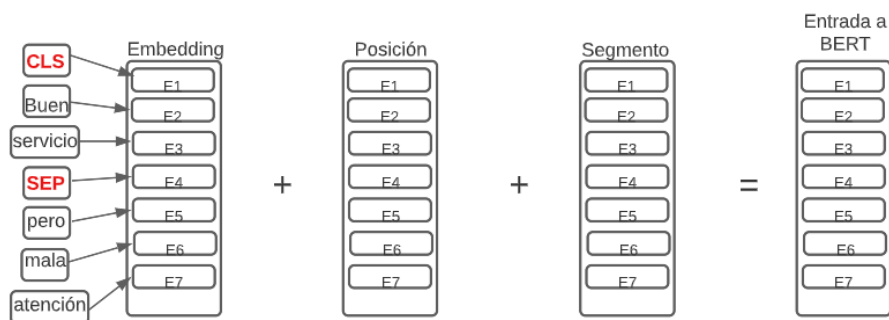 Entrada a
BERT
Embedding
Posición
Segmento
CLS
Buen
servicio
SEP
pero
mala
atención
E1
E2
E3
E4
E5
E6
E7
+
E1
E2
E3
E4
E5
E6
E7
+
E1
E2
E3
E4
E5
E6
E7
=
E1
E2
E3
E4
E5
E6
E7